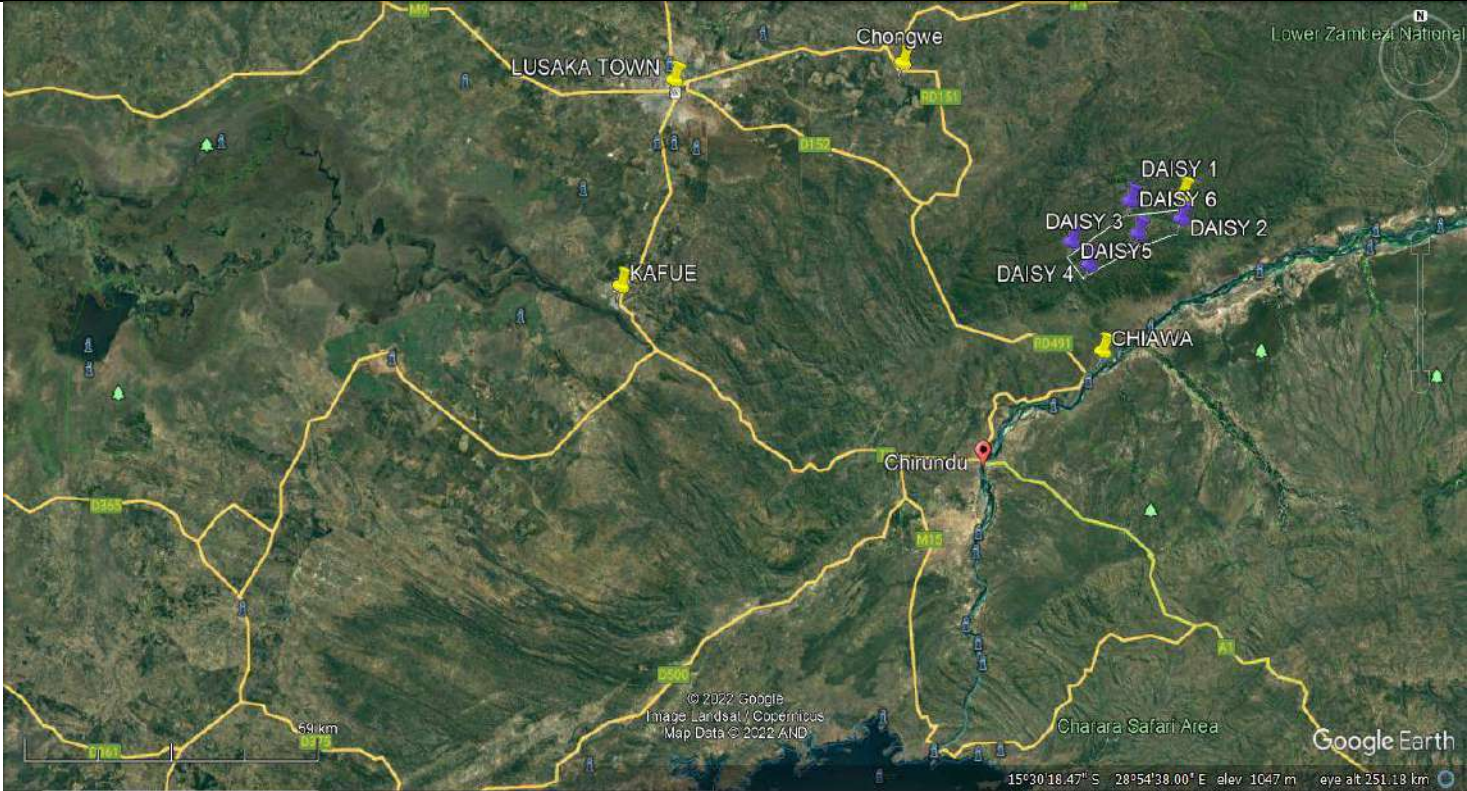 M9
Chongwe
Lower Zambezi National
LUSAKA TOWN
RD151
D152
DAISY 1
DAISY 6
DAISY 3
DAISY 2
DAISY5
DAISY 4
KAFUE
RD491
CHIAWA
Chirundu
D365
M15
A1
D500
© 2022 Google
Image Landsat / Copernicus
Map Data © 2022 AND
59 km
D375
D161
Charara Safari Area
Google Earth
15°30'18.47" S 28°54'38.00" E elev 1047 m eye alt 251.18 km
N